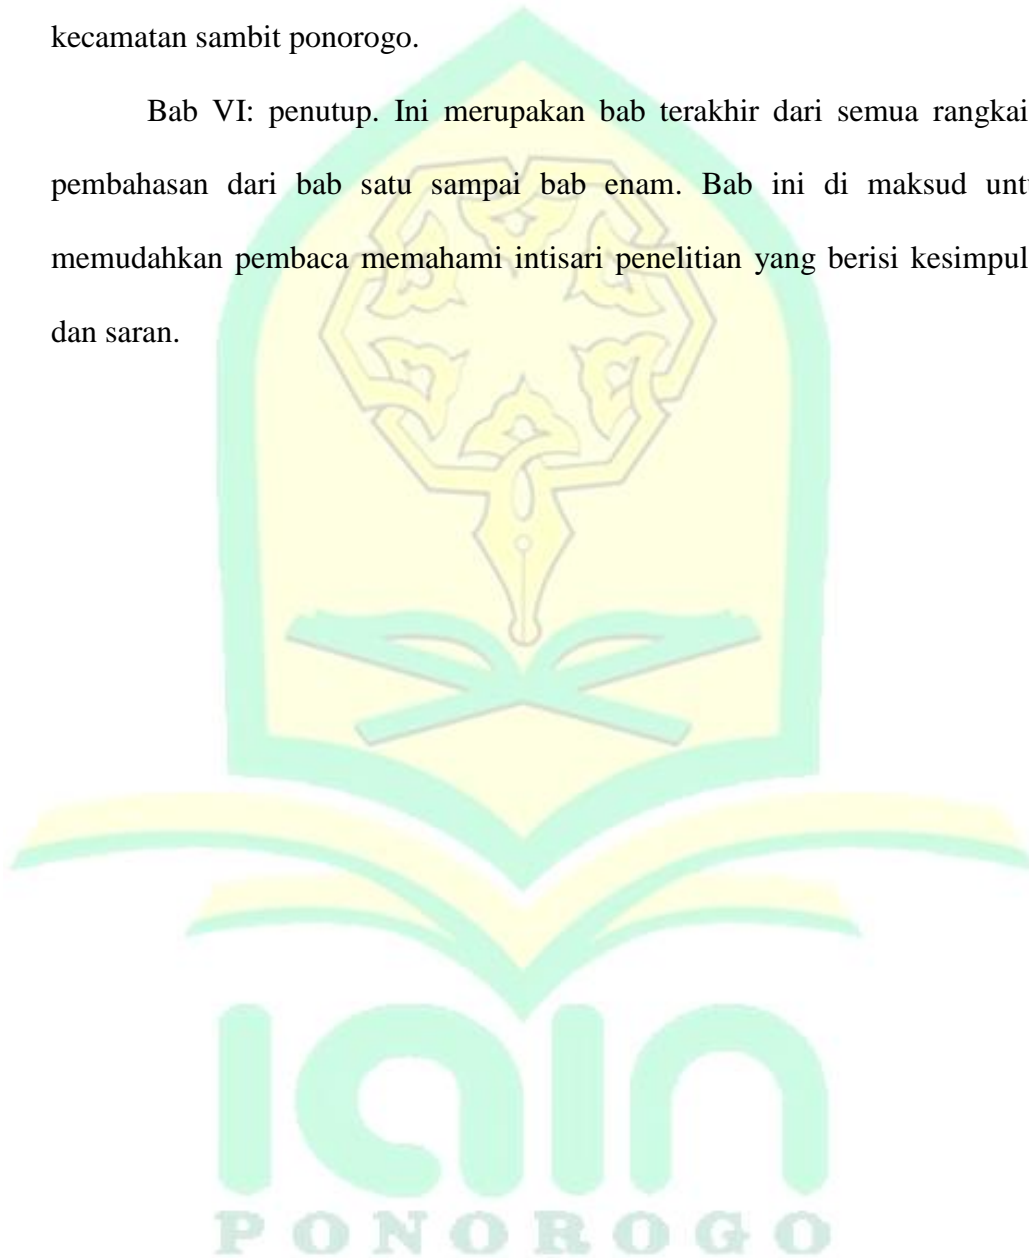 kecamatan sambit ponorogo.
Bab VI: penutup. Ini merupakan bab terakhir dari semua rangkai
pembahasan dari bab satu sampai bab enam. Bab ini di maksud unt
memudahkan pembaca memahami intisari penelitian yang berisi kesimpul
dan saran.
iain
PONOROGO